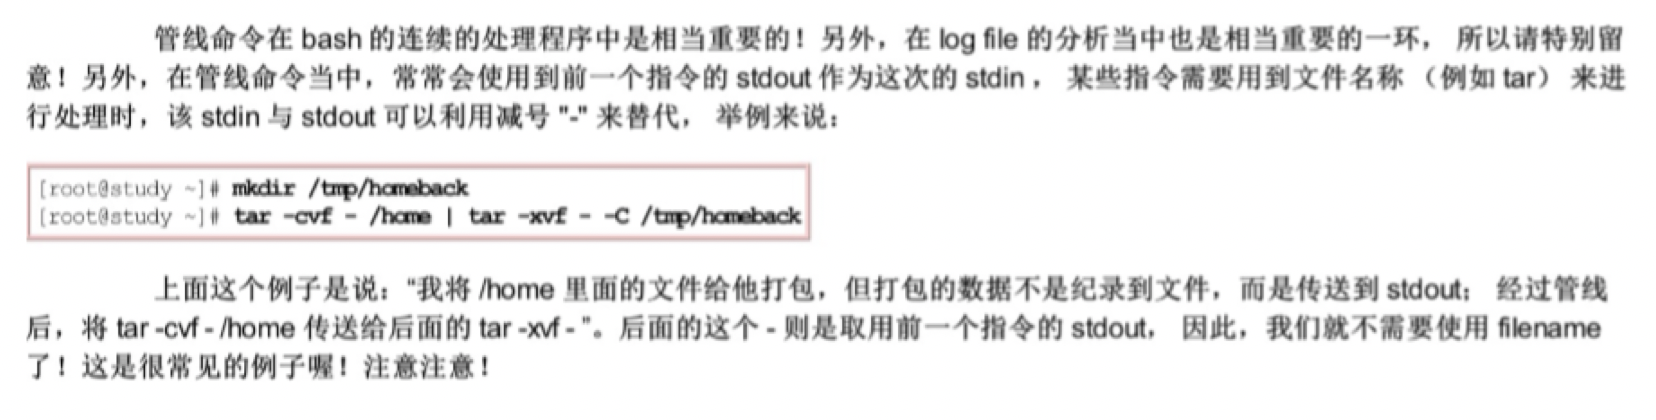 管线命令在 bash 的连续的处理程序中是相当重要的！另外，在 log file 的分析当中也是相当重要的一环， 所以请特别留
意！另外，在管线命令当中，常常会使用到前一个指令的 stdout 作为这次的 stdin ， 某些指令需要用到文件名称 （例如 tar） 来进
行处理时，该 stdin 与 stdout 可以利用减号 "-" 来替代， 举例来说：
[root@study ~]# mkdir /tmp/homeback
[root@study ~]# tar -cvf - /home | tar -xvf - -C /tmp/homeback
上面这个例子是说：“我将 /home 里面的文件给他打包，但打包的数据不是纪录到文件，而是传送到 stdout； 经过管线
后，将 tar -cvf - /home 传送给后面的 tar -xvf - ”。后面的这个 - 则是取用前一个指令的 stdout， 因此，我们就不需要使用 filename
了！这是很常见的例子喔！注意注意！